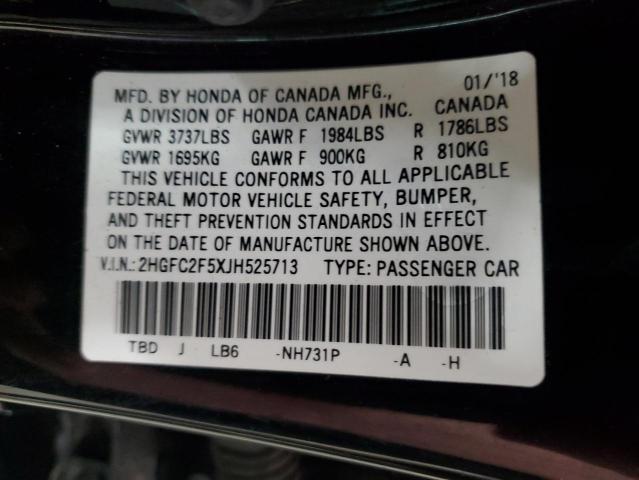 MFD. BY HONDA OF CANADA MFG., 01/'18
A DIVISION OF HONDA CANADA INC. CANADA
GVWR 3737LBS GAWR F 1984LBS R 1786LBS
GVWR 1695KG GAWR F 900KG R 810KG
THIS VEHICLE CONFORMS TO ALL APPLICABLE
FEDERAL MOTOR VEHICLE SAFETY, BUMPER,
AND THEFT PREVENTION STANDARDS IN EFFECT
ON THE DATE OF MANUFACTURE SHOWN ABOVE.
V.I.N.: 2HGFC2F5XJH525713 TYPE: PASSENGER CAR
TBD J LB6 -NH731P -A -H